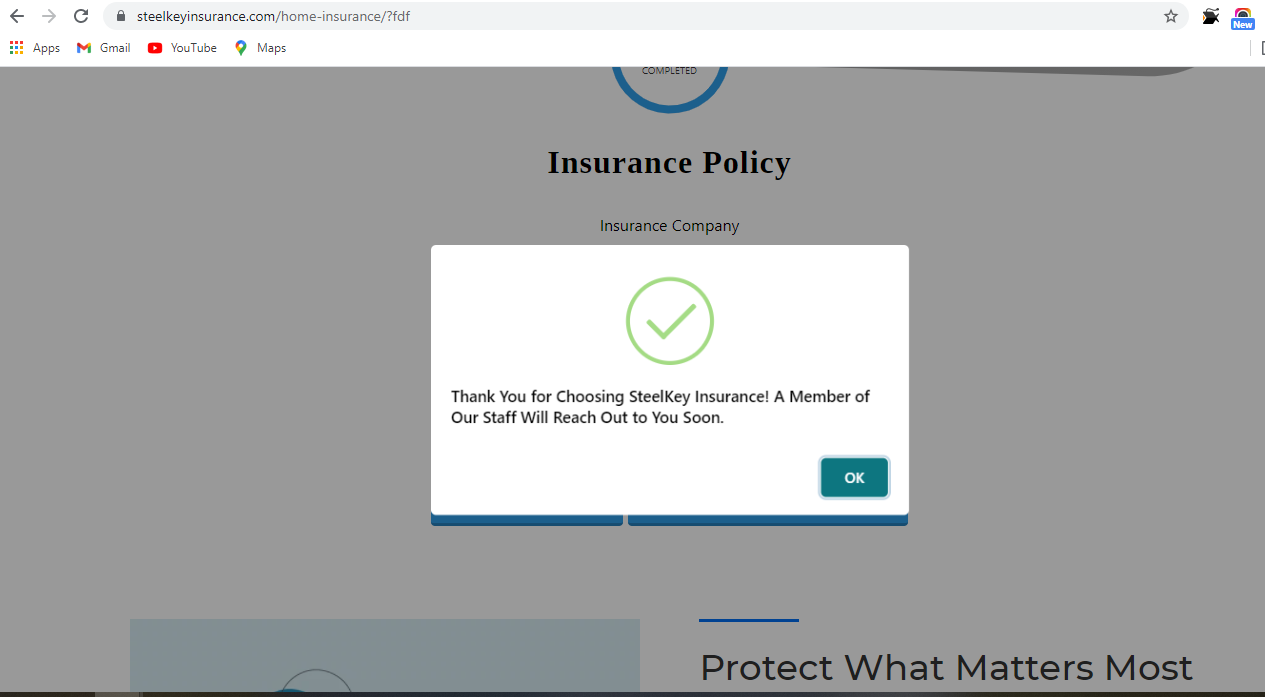 steelkeyinsurance.com/home-insurance/?fdf
New
Apps Gmail YouTube Maps
COMPLETED
Insurance Policy
Insurance Company
Thank You for Choosing SteelKey Insurance! A Member of
Our Staff Will Reach Out to You Soon.
OK
Protect What Matters Most